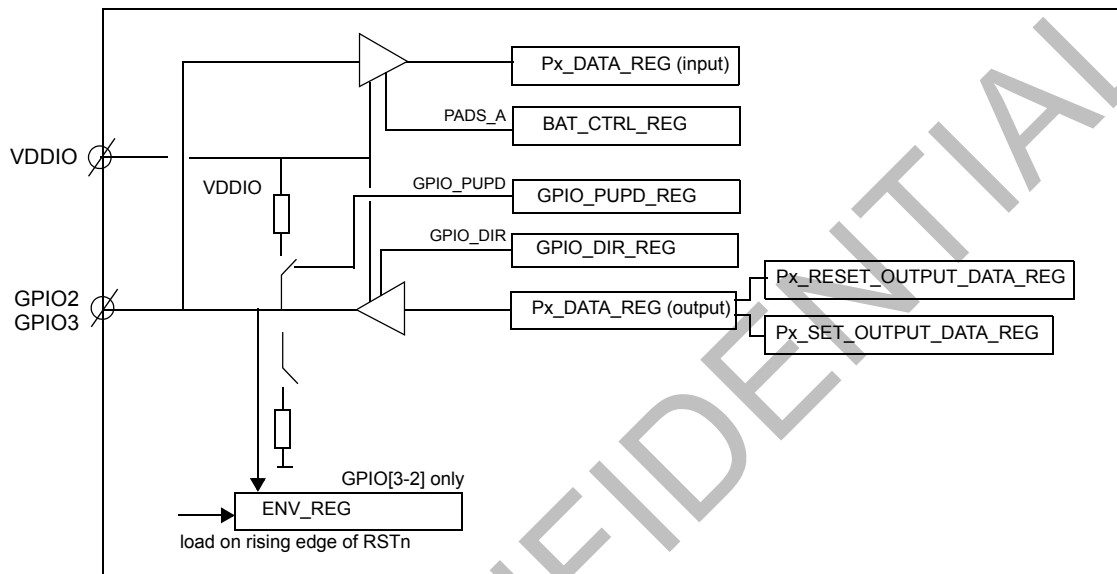 Px_DATA_REG (input)
PADS_A
BAT_CTRL_REG
VDDIO
VDDIO
GPIO_PUPD
GPIO_PUPD_REG
GPIO_DIR
GPIO_DIR_REG
Px_RESET_OUTPUT_DATA_REG
GPIO2
GPIO3
Px_DATA_REG (output)
Px_SET_OUTPUT_DATA_REG
GPIO[3-2] only
ENV_REG
load on rising edge of RSTn
FIDENTIAL